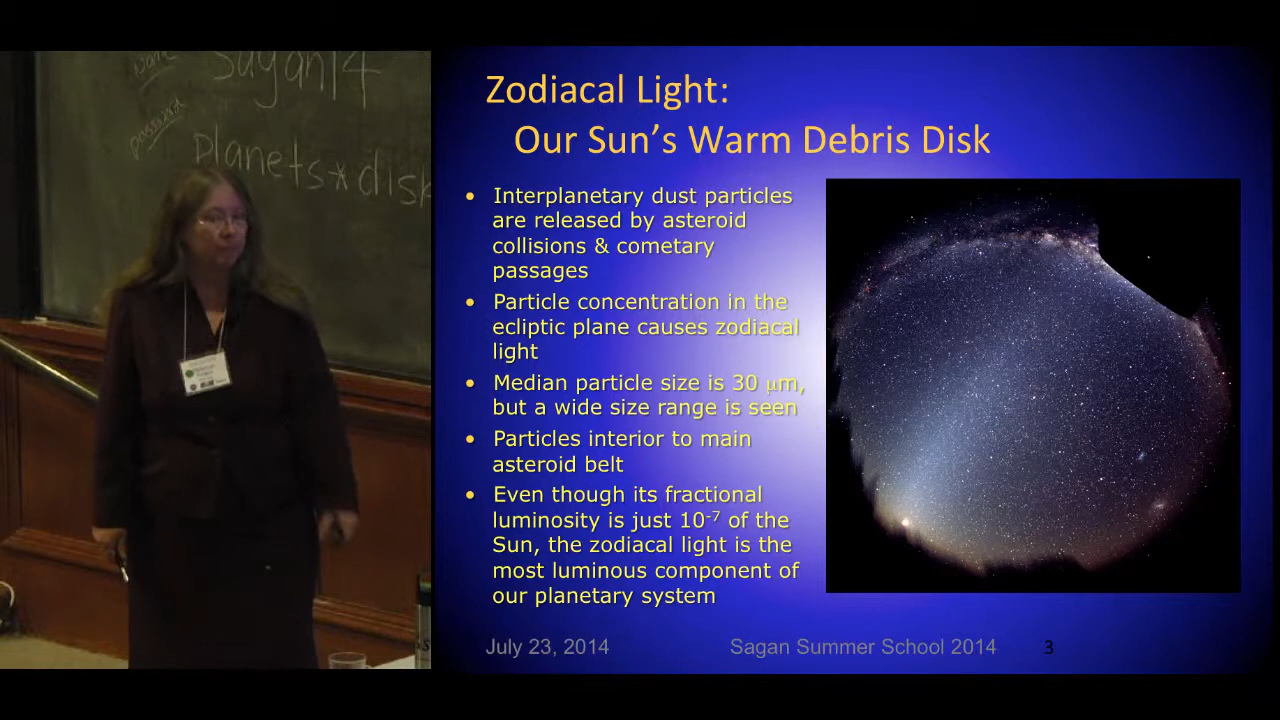 Name
Sagan14
password
planets*disk
Zodiacal Light:
Our Sun’s Warm Debris Disk
• Interplanetary dust particles
are released by asteroid
collisions & cometary
passages
• Particle concentration in the
ecliptic plane causes zodiacal
light
• Median particle size is 30 μm,
but a wide size range is seen
• Particles interior to main
asteroid belt
• Even though its fractional
luminosity is just 10⁻⁷ of the
Sun, the zodiacal light is the
most luminous component of
our planetary system
July 23, 2014 Sagan Summer School 2014 3